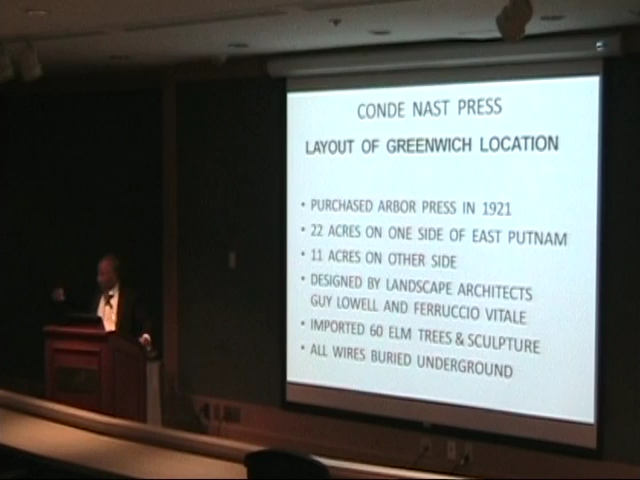 CONDE NAST PRESS
LAYOUT OF GREENWICH LOCATION
• PURCHASED ARBOR PRESS IN 1921
• 22 ACRES ON ONE SIDE OF EAST PUTNAM
• 11 ACRES ON OTHER SIDE
• DESIGNED BY LANDSCAPE ARCHITECTS
GUY LOWELL AND FERRUCCIO VITALE
• IMPORTED 60 ELM TREES & SCULPTURE
• ALL WIRES BURIED UNDERGROUND